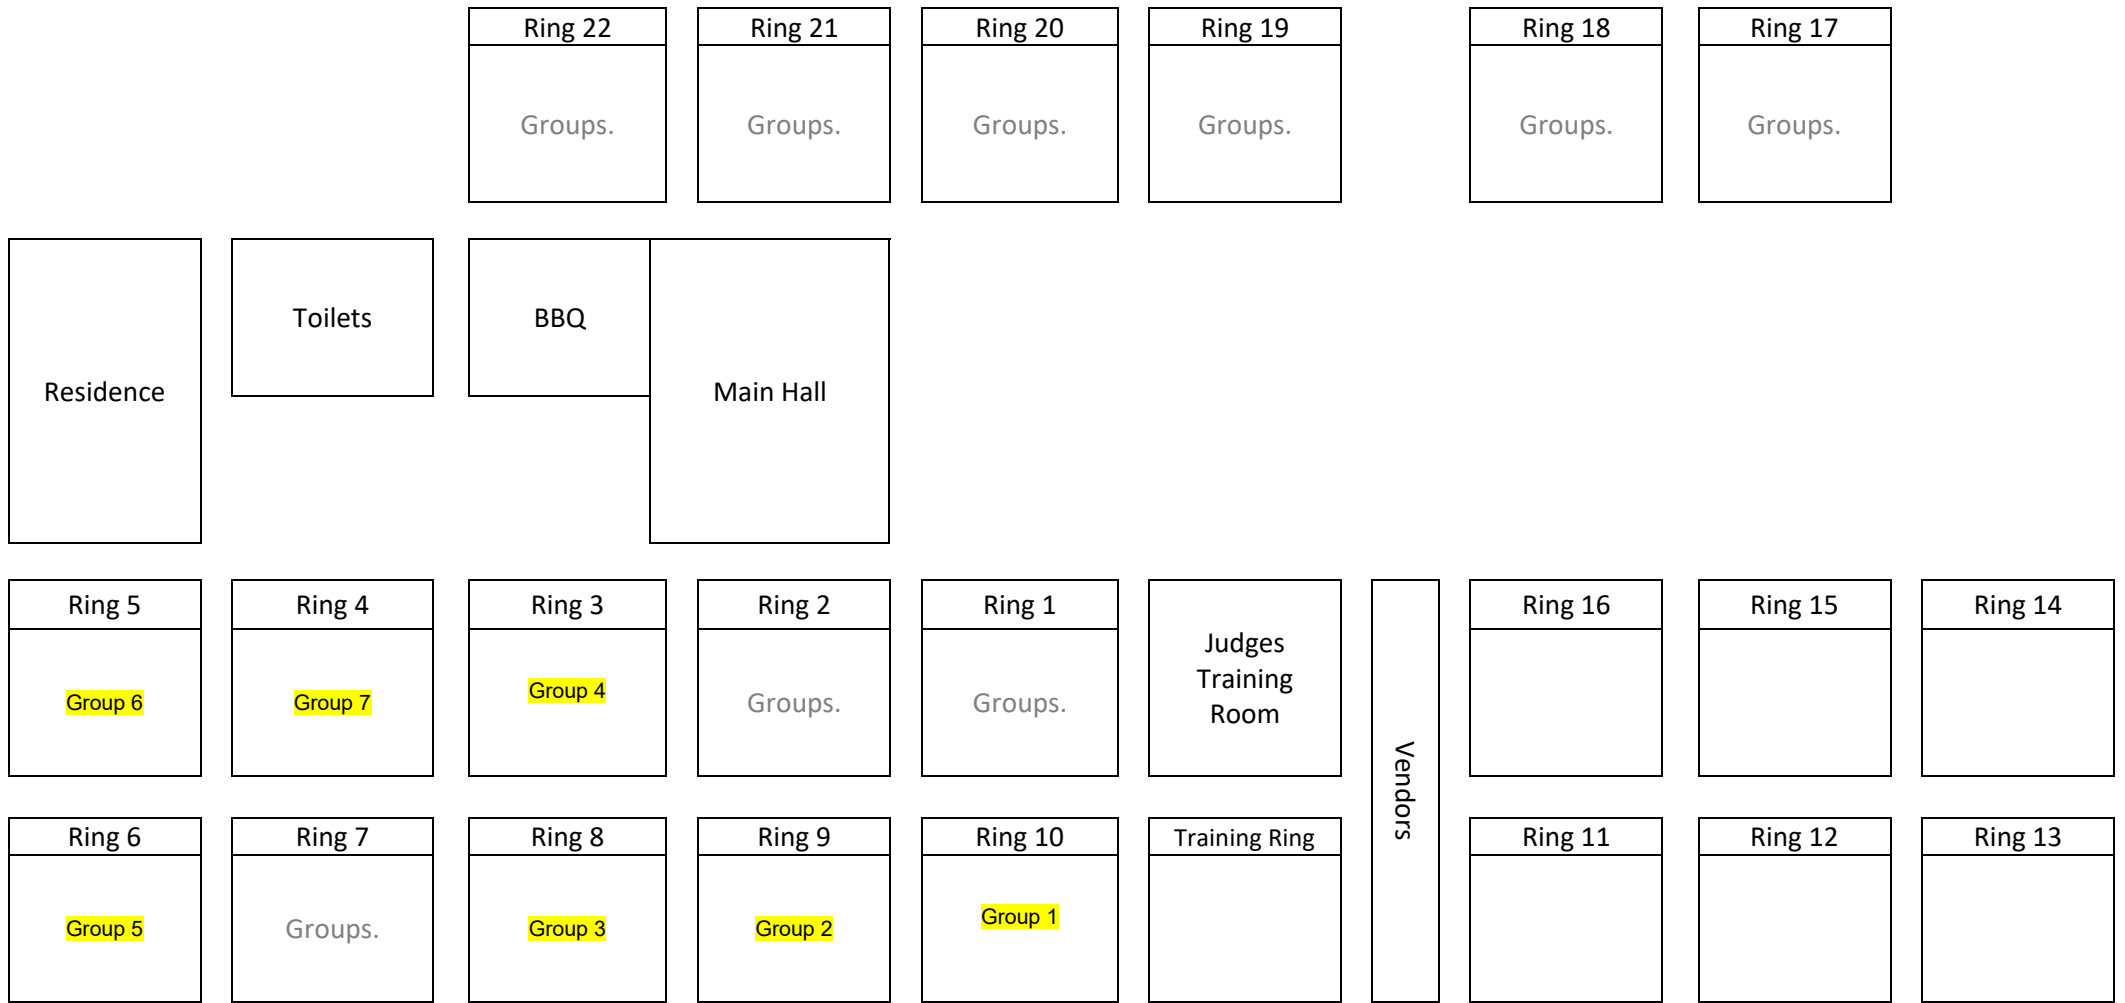 Ring 22
Ring 21
Ring 20
Ring 19
Ring 18
Ring 17
Groups.
Groups.
Groups.
Groups.
Groups.
Groups.
Residence
Toilets
BBQ
Main Hall
Ring 5
Ring 4
Ring 3
Ring 2
Ring 1
Judges
Training
Room
Vendors
Ring 16
Ring 15
Ring 14
Group 6
Group 7
Group 4
Groups.
Groups.
Ring 6
Ring 7
Ring 8
Ring 9
Ring 10
Training Ring
Ring 11
Ring 12
Ring 13
Group 5
Groups.
Group 3
Group 2
Group 1